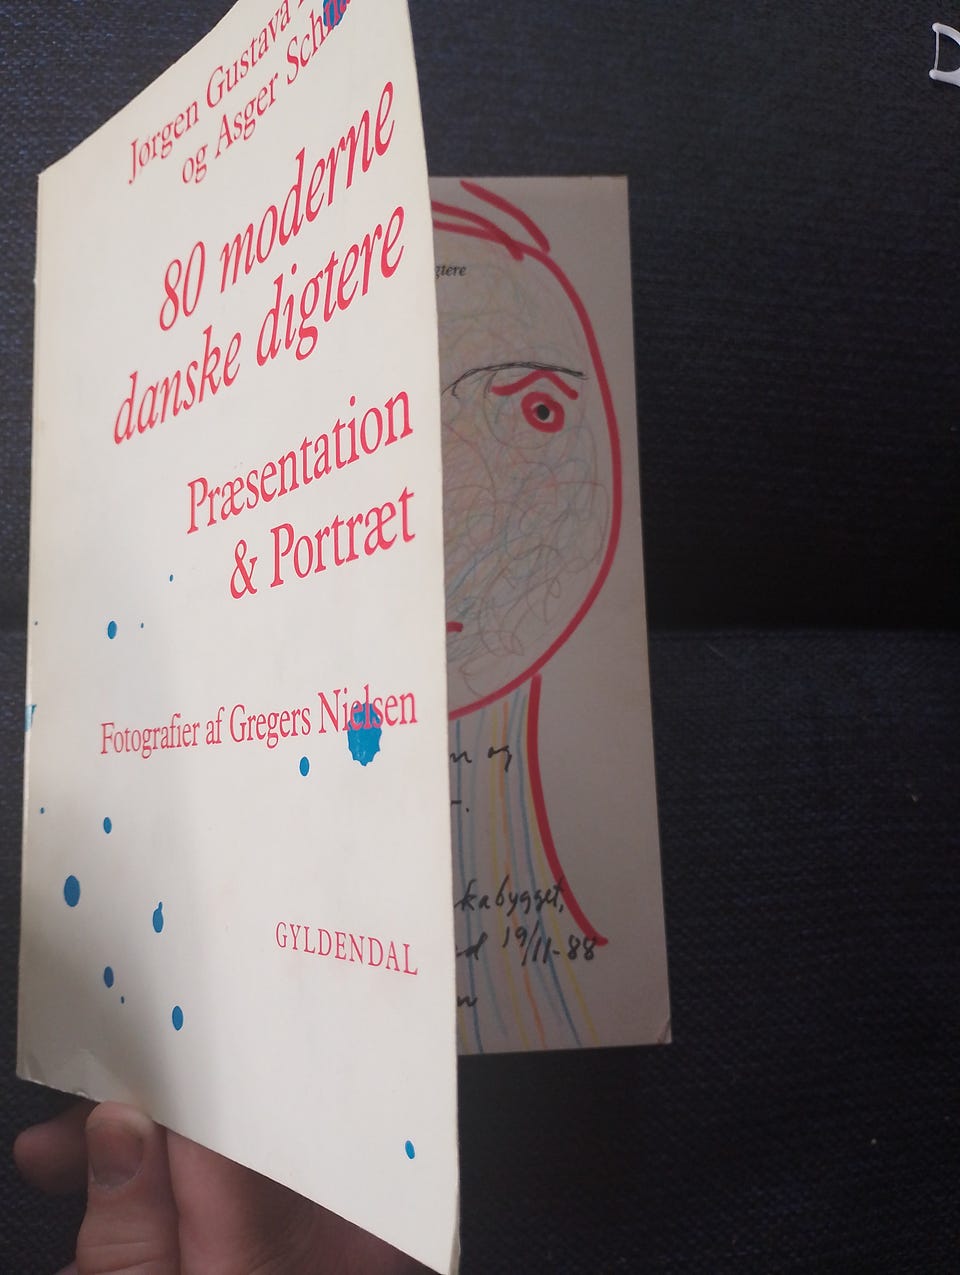 Jørgen Gustava
og Asger
80 moderne
danske digtere
Præsentation
& Portræt
Fotografier af Gregers Nielsen
GYLDENDAL
gtere
og
kabygget,
19/11-88